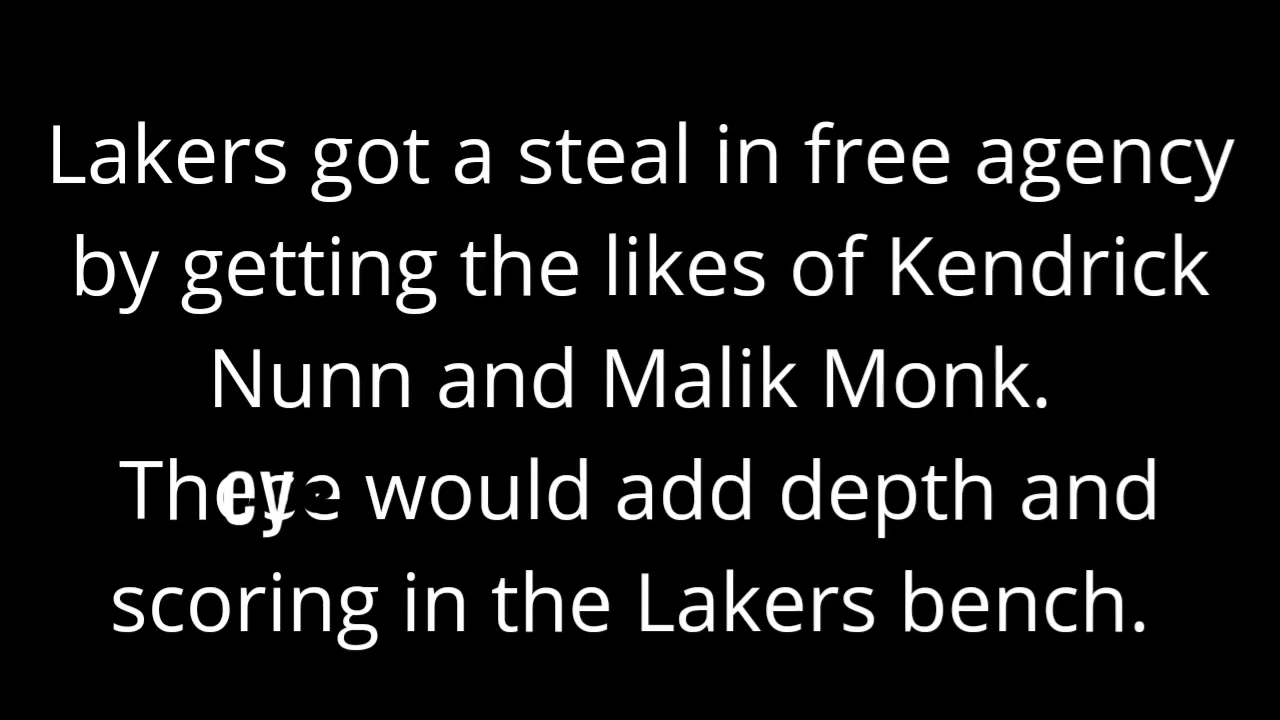 Lakers got a steal in free agency
by getting the likes of Kendrick
Nunn and Malik Monk.
would add depth and
scoring in the Lakers bench.